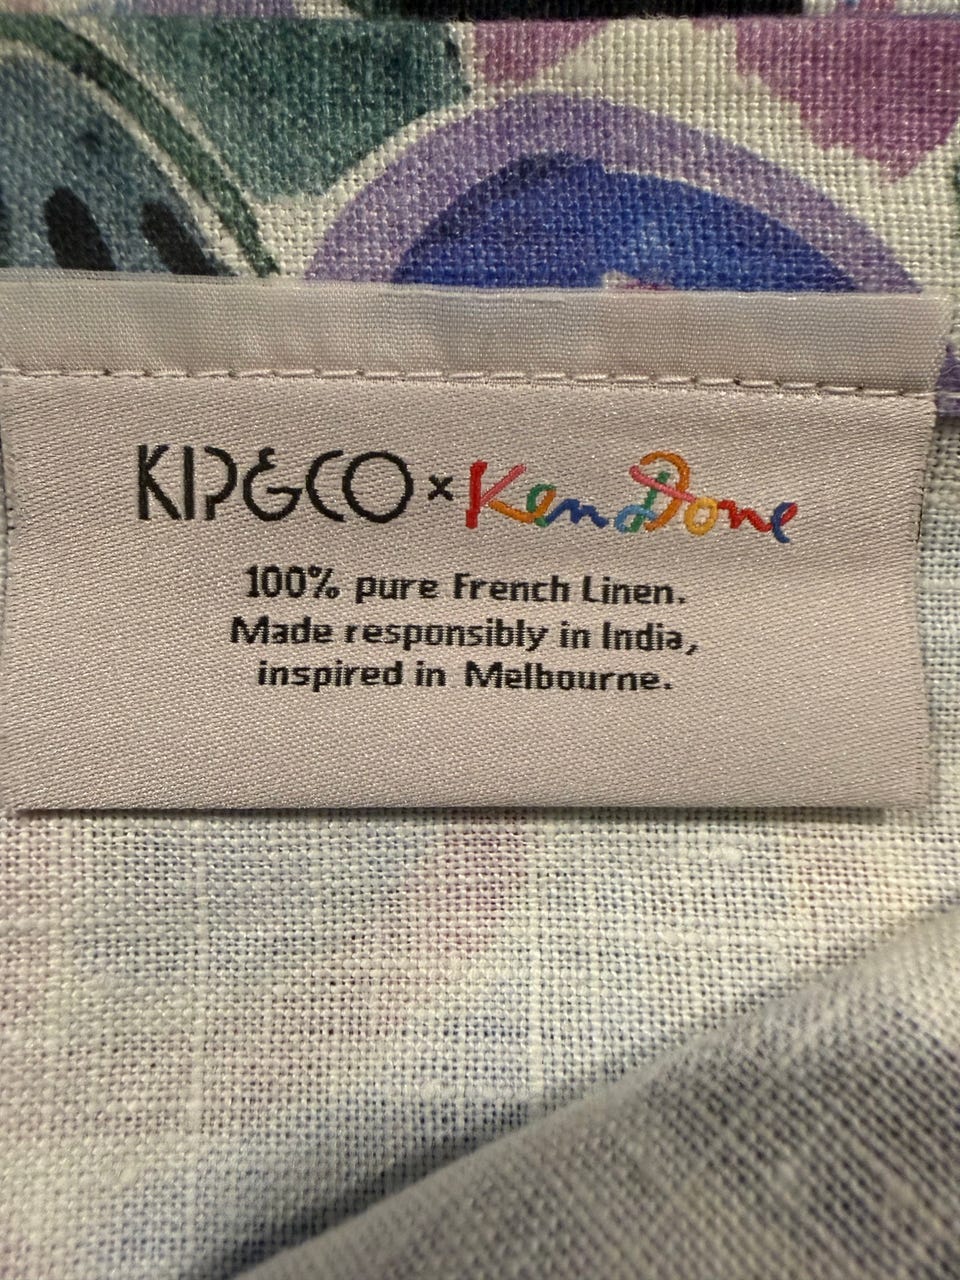 KIP&CO x Ken Done
100% pure French Linen.
Made responsibly in India,
inspired in Melbourne.